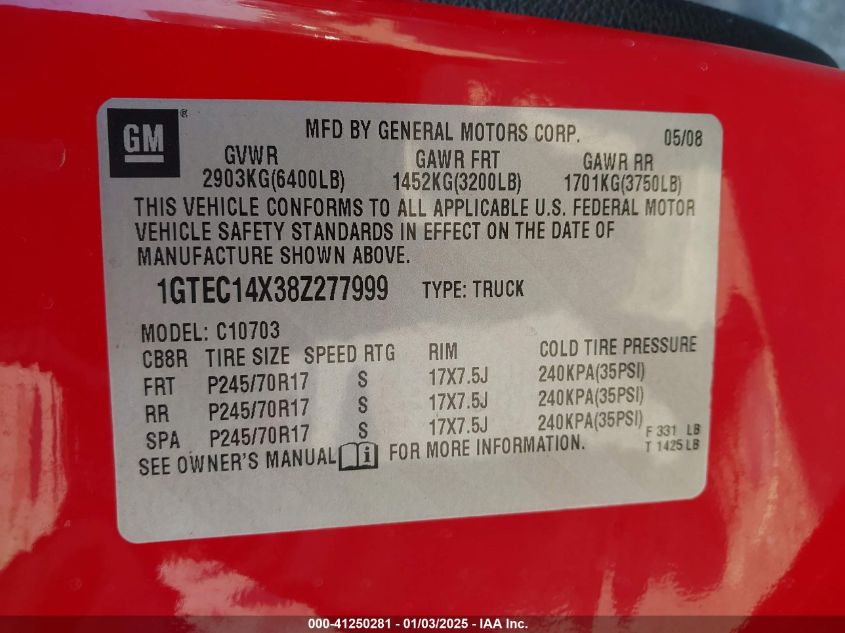 GM ®
MFD BY GENERAL MOTORS CORP. 05/08
GVWR GAWR FRT GAWR RR
2903KG(6400LB) 1452KG(3200LB) 1701KG(3750LB)
THIS VEHICLE CONFORMS TO ALL APPLICABLE U.S. FEDERAL MOTOR
VEHICLE SAFETY STANDARDS IN EFFECT ON THE DATE OF
MANUFACTURE SHOWN ABOVE.
1GTEC14X38Z277999 TYPE: TRUCK
MODEL: C10703
CB8R TIRE SIZE SPEED RTG RIM COLD TIRE PRESSURE
FRT P245/70R17 S 17X7.5J 240KPA(35PSI)
RR P245/70R17 S 17X7.5J 240KPA(35PSI)
SPA P245/70R17 S 17X7.5J 240KPA(35PSI) F 331 LB
SEE OWNER'S MANUAL i FOR MORE INFORMATION. T 1425 LB
000-41250281 - 01/03/2025 - IAA Inc.